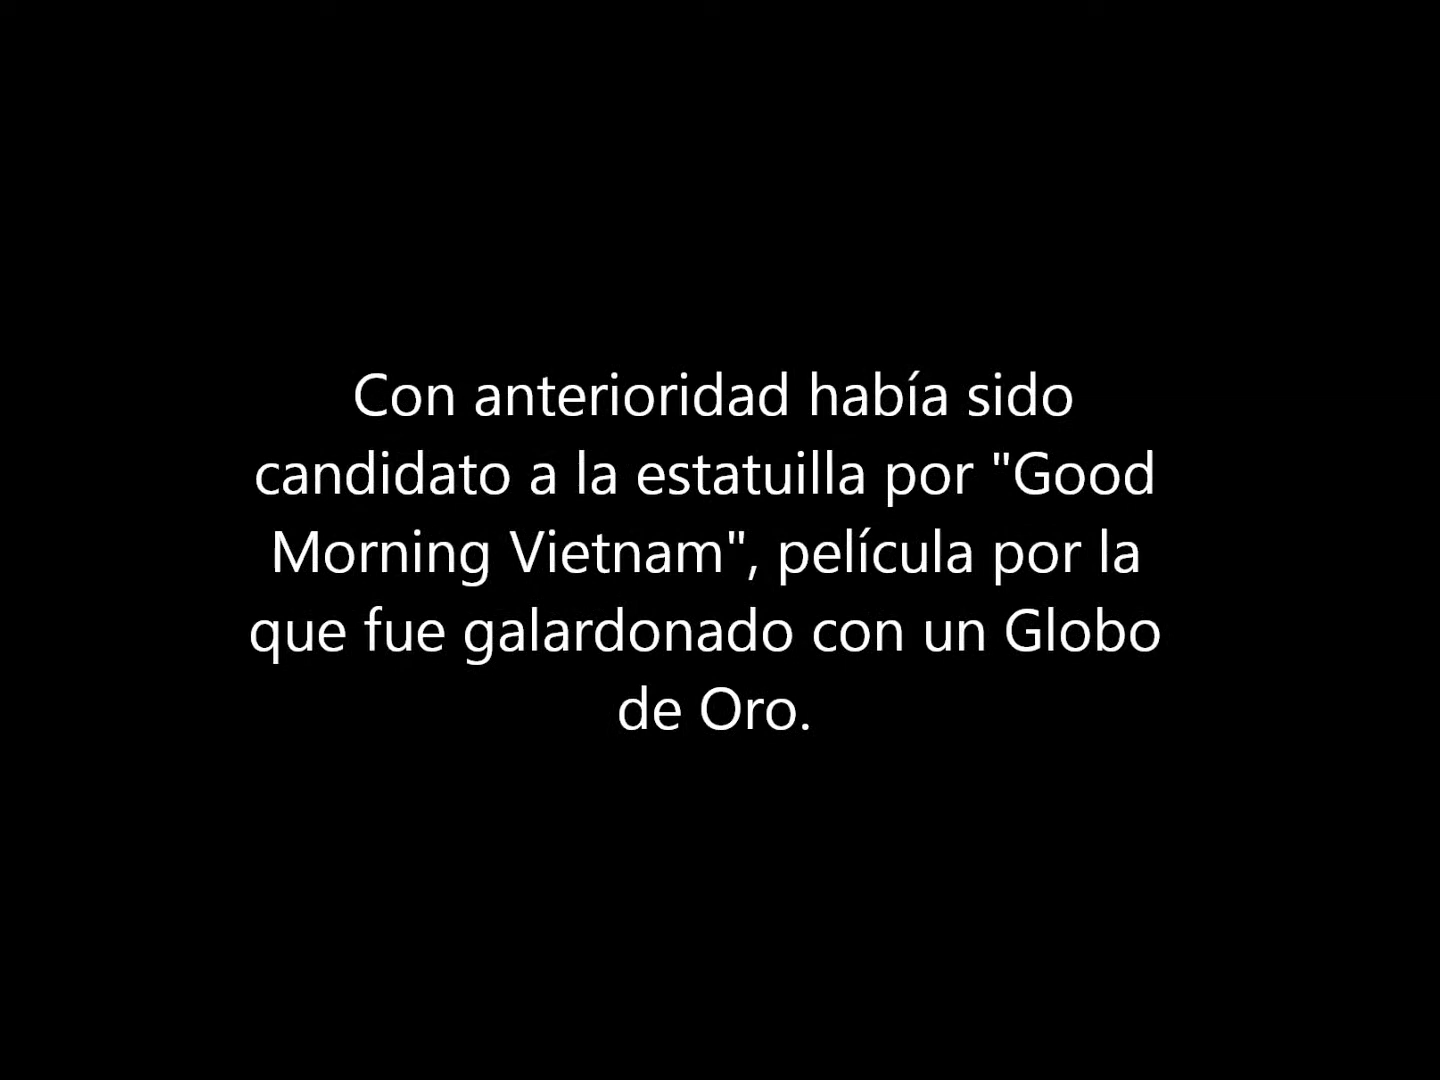 Con anterioridad había sido
candidato a la estatuilla por "Good
Morning Vietnam", película por la
que fue galardonado con un Globo
de Oro.